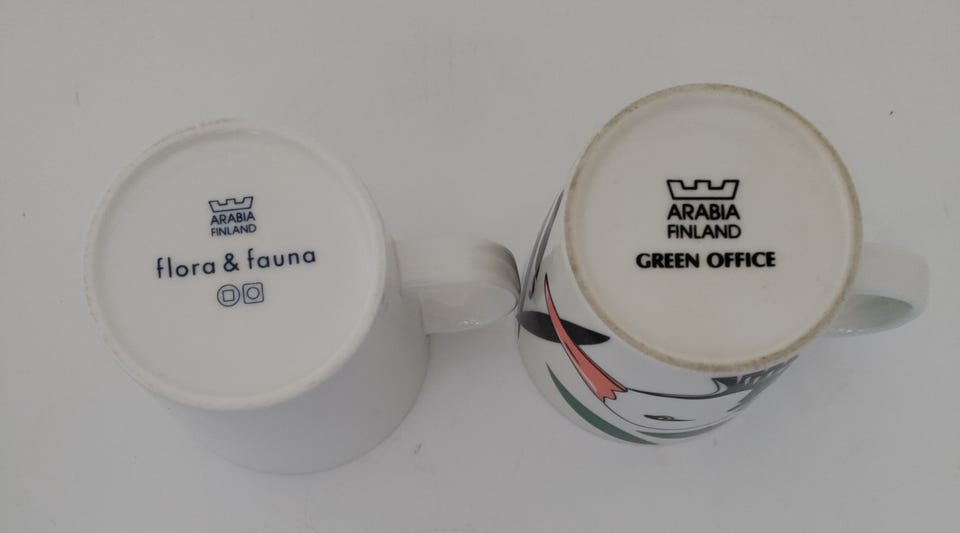 ARABIA
FINLAND
flora & fauna
ARABIA
FINLAND
GREEN OFFICE